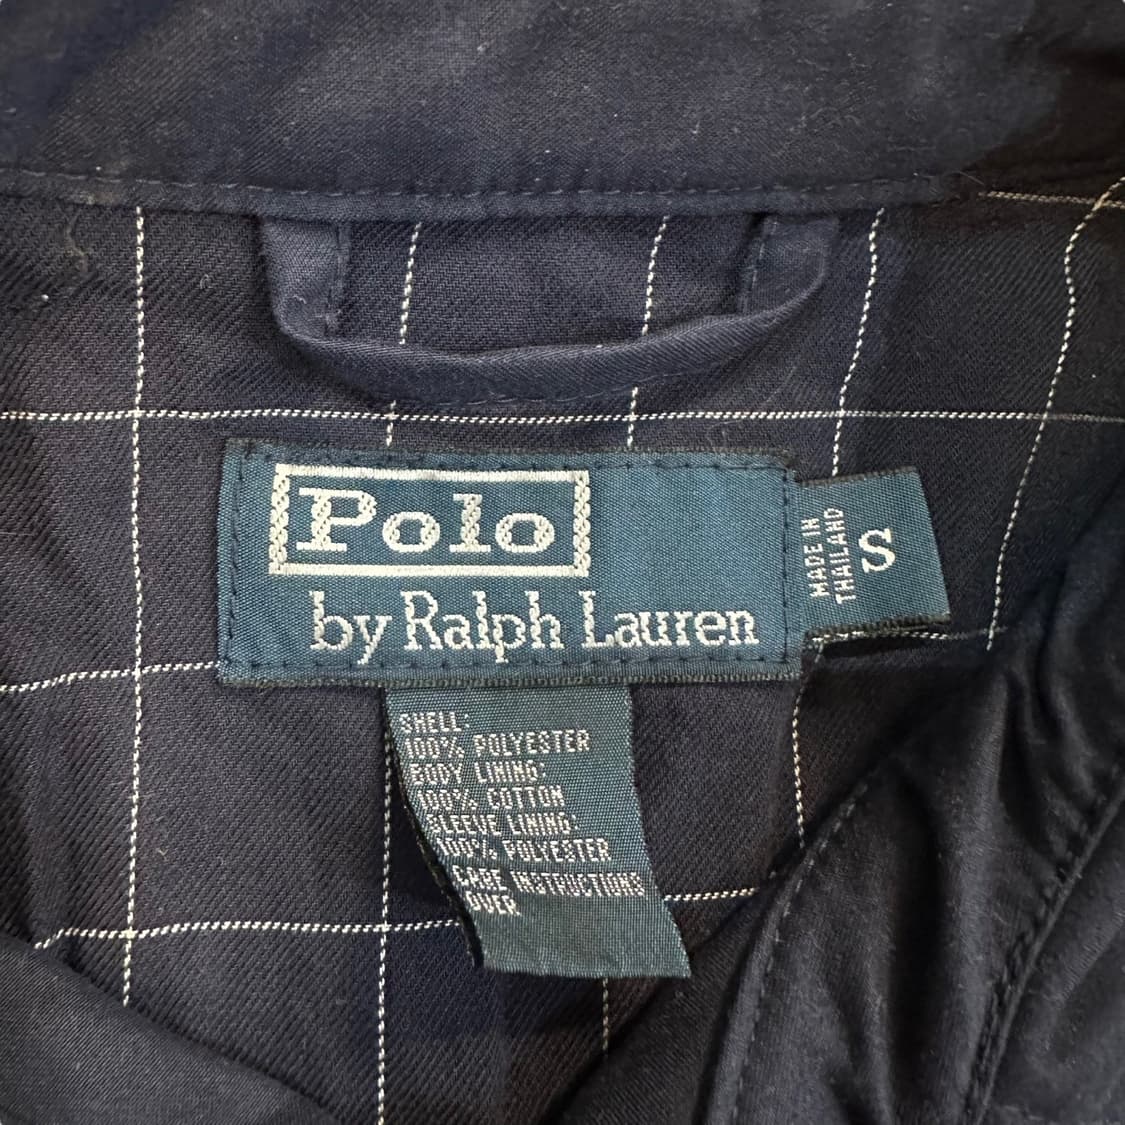 Polo
by Ralph Lauren
MADE IN
THAILAND
S
SHELL:
100% POLYESTER
BODY LINING:
100% COTTON
SLEEVE LINING:
100% POLYESTER
CARE INSTRUCTIONS
OVER